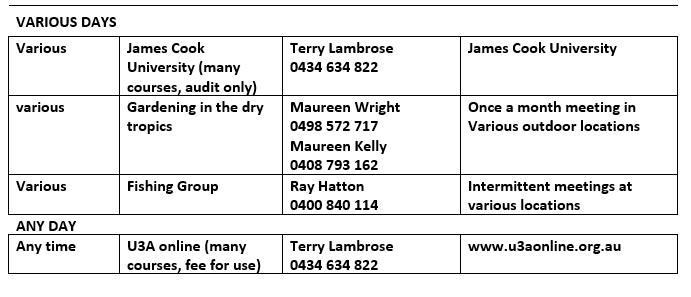 VARIOUS DAYS
Various
James Cook
University (many
courses, audit only)
Terry Lambrose
0434 634 822
James Cook University
various
Gardening in the dry
tropics
Maureen Wright
0498 572 717
Maureen Kelly
0408 793 162
Once a month meeting in
Various outdoor locations
Various
Fishing Group
Ray Hatton
0400 840 114
Intermittent meetings at
various locations
ANY DAY
Any time
U3A online (many
courses, fee for use)
Terry Lambrose
0434 634 822
www.u3aonline.org.au